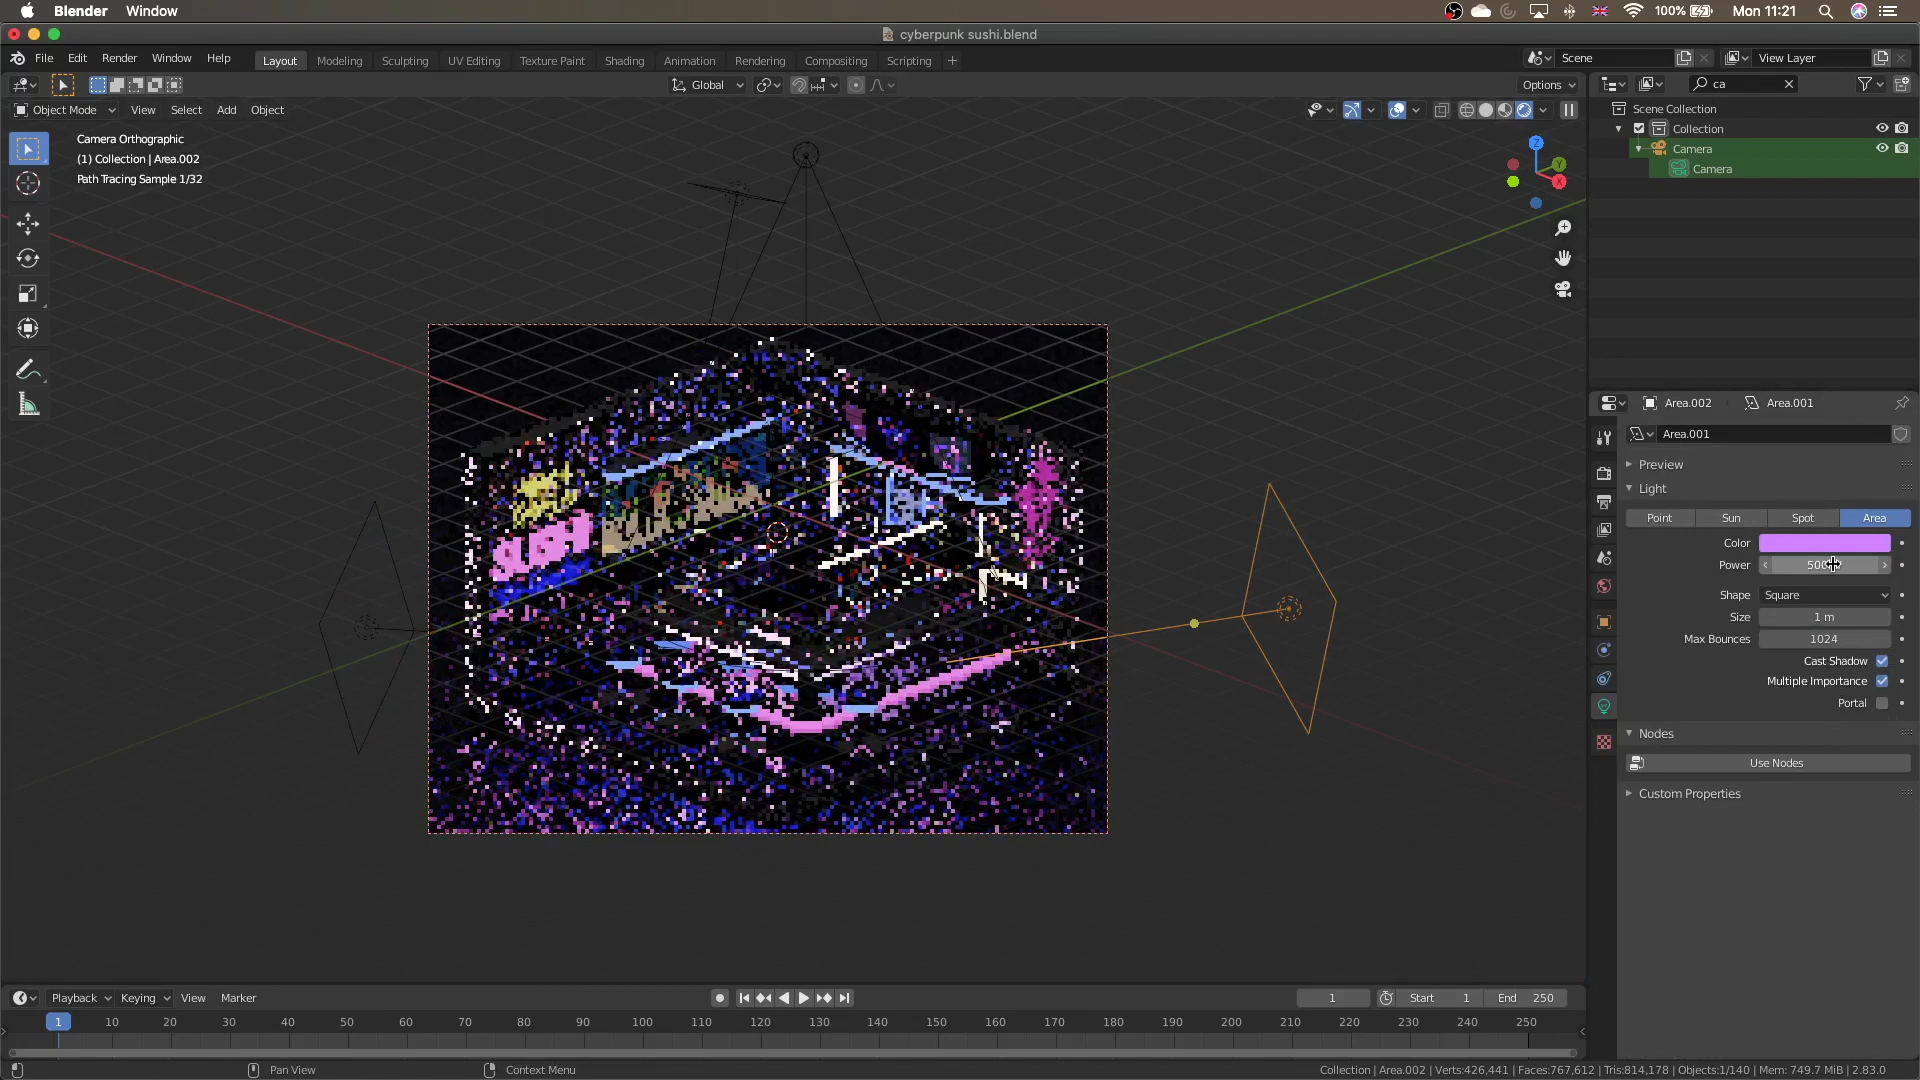 Blender Window 100% Mon 11:21
cyberpunk sushi.blend
File Edit Render Window Help Layout Modeling Sculpting UV Editing Texture Paint Shading Animation Rendering Compositing Scripting + Scene View Layer
Global Options ca
Object Mode View Select Add Object
Camera Orthographic
(1) Collection | Area.002
Path Tracing Sample 1/32
Z
Y
X
Scene Collection
Collection
Camera
Camera
Area.002 Area.001
Area.001
Preview
Light
Point Sun Spot Area
Color
Power
Shape Square
Size 1 m
Max Bounces 1024
Cast Shadow
Multiple Importance
Portal
Nodes
Use Nodes
Custom Properties
Playback Keying View Marker 1 Start 1 End 250
1 10 20 30 40 50 60 70 80 90 100 110 120 130 140 150 160 170 180 190 200 210 220 230 240 250
Pan View Context Menu Collection | Area.002 | Verts:426,441 | Faces:767,612 | Tris:814,178 | Objects:1/140 | Mem: 749.7 MiB | 2.83.0